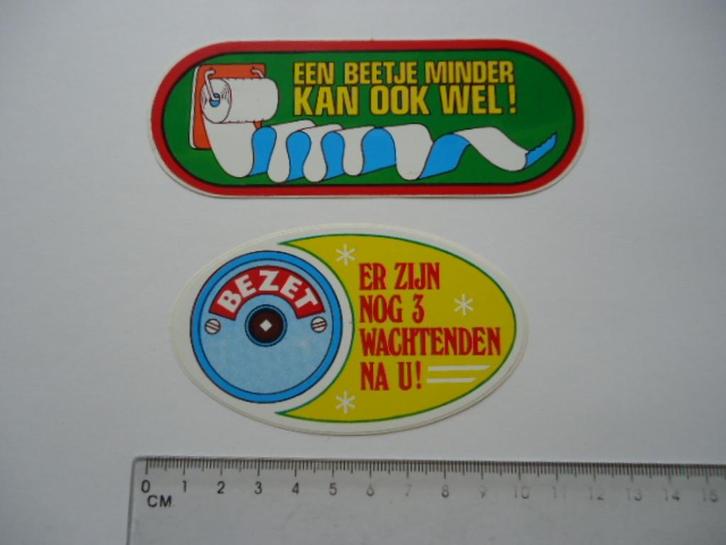 EEN BEETJE MINDER
KAN OOK WEL!
BEZET
ER ZIJN
NOG 3
WACHTENDEN
NA U!
0 1 2 3 4 5 6 7 8 9 10 11 12 13 14 15
CM